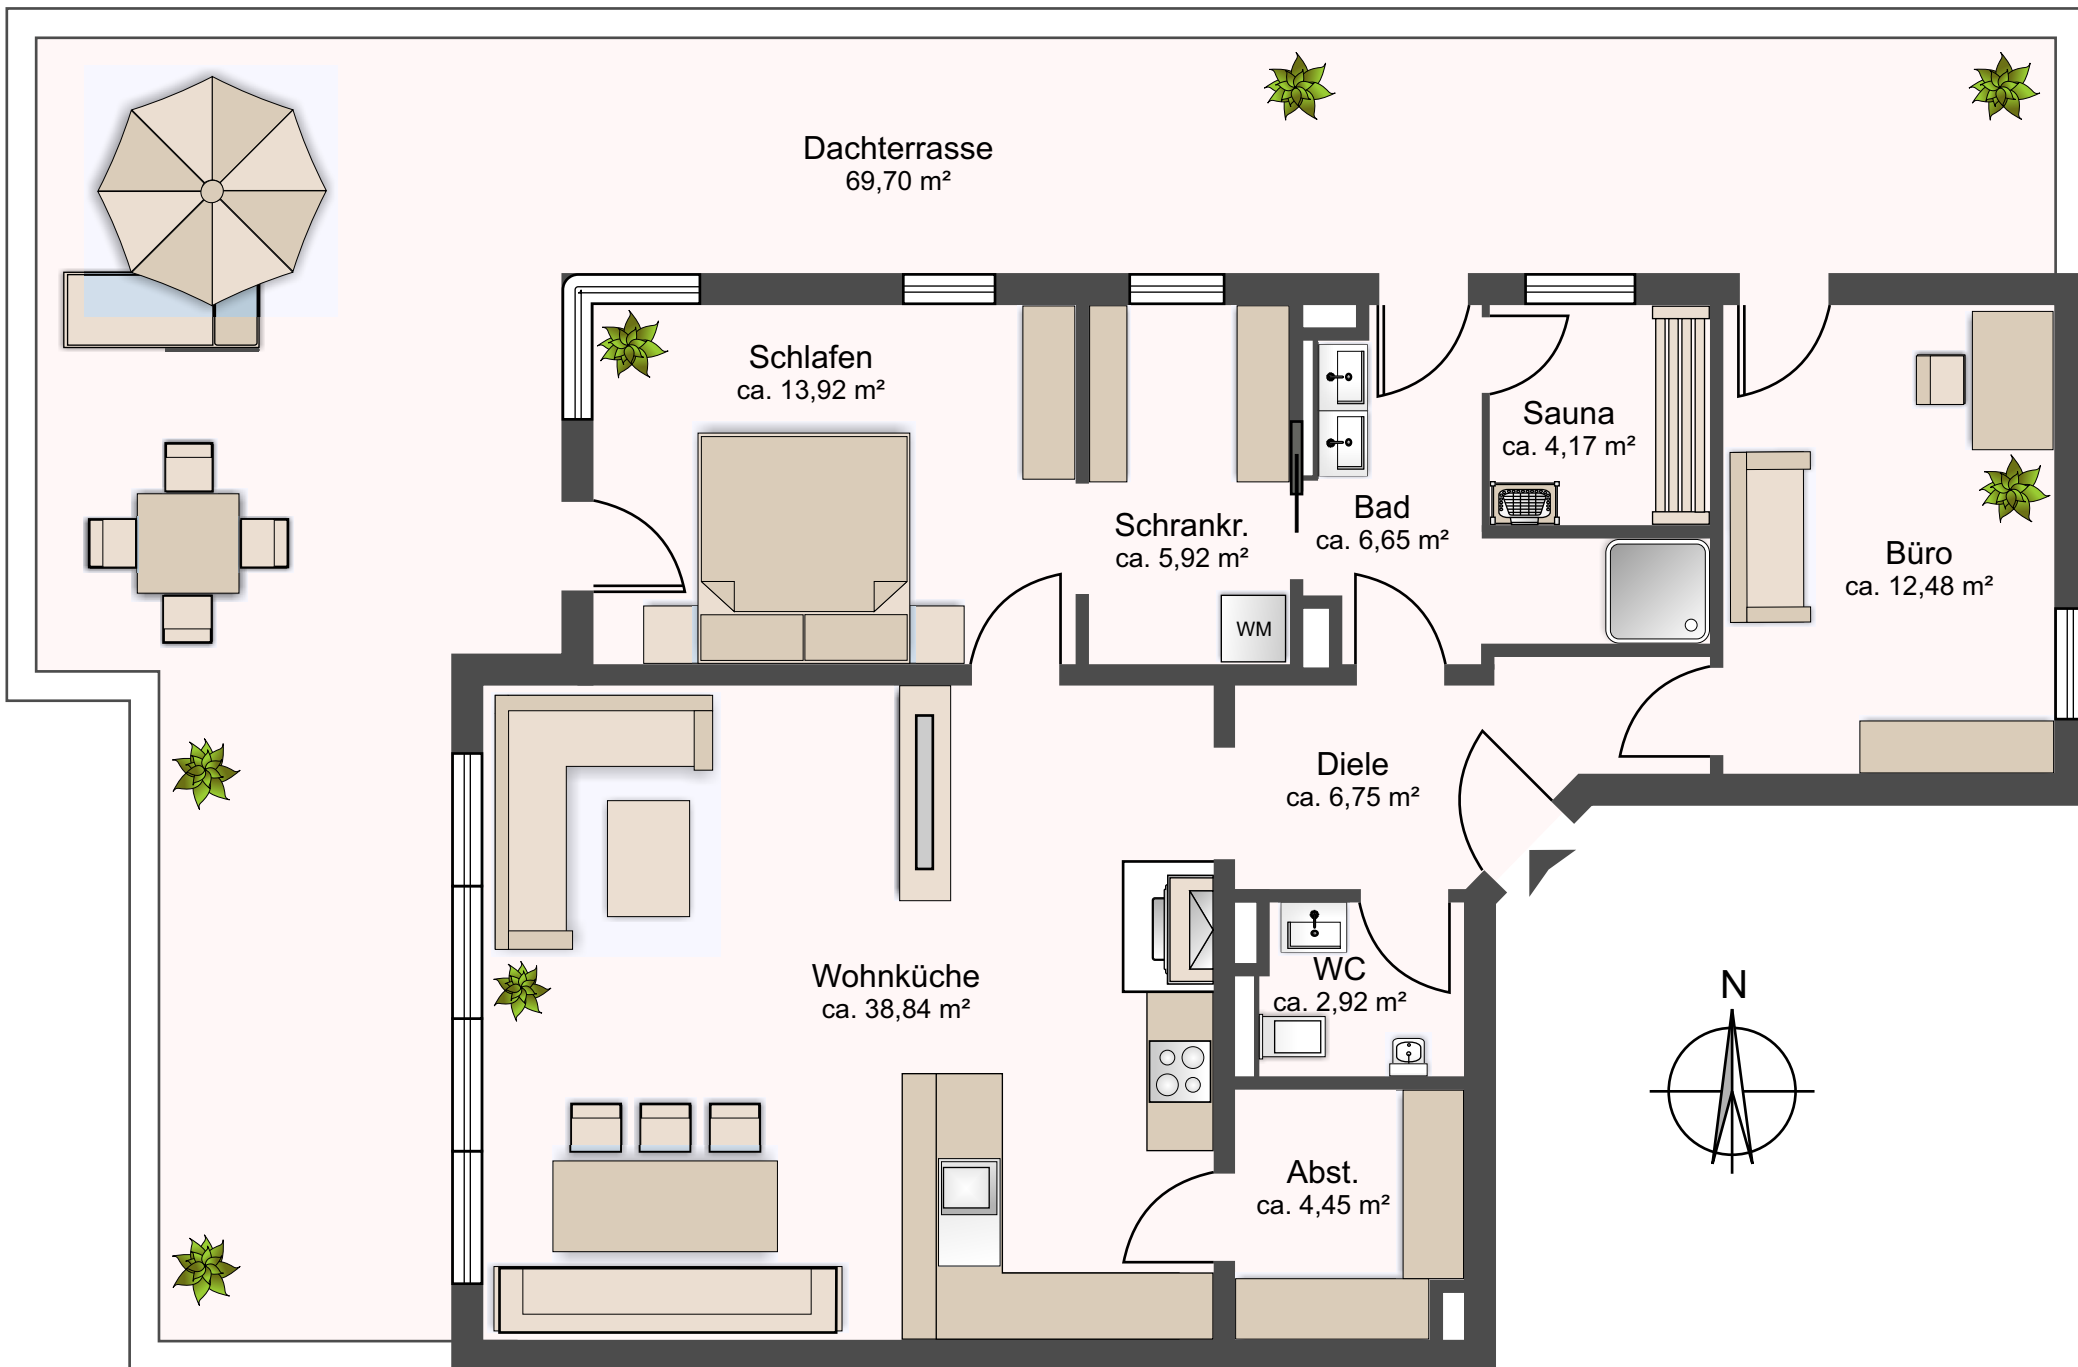 Dachterrasse
69,70 m²
Schlafen
ca. 13,92 m²
Sauna
ca. 4,17 m²
Schrankr.
ca. 5,92 m²
Bad
ca. 6,65 m²
Büro
ca. 12,48 m²
WM
Diele
ca. 6,75 m²
Wohnküche
ca. 38,84 m²
WC
ca. 2,92 m²
N
Abst.
ca. 4,45 m²